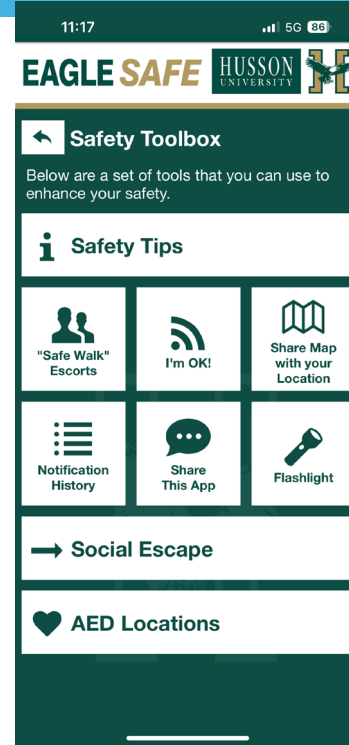 11:17 5G 86
EAGLE SAFE HUSSON
UNIVERSITY
Safety Toolbox
Below are a set of tools that you can use to
enhance your safety.
Safety Tips
"Safe Walk"
Escorts
I'm OK!
Share Map
with your
Location
Notification
History
Share
This App
Flashlight
Social Escape
AED Locations